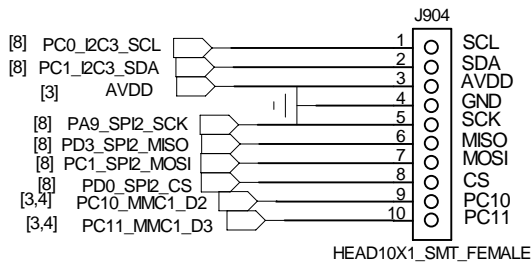 J904
[8] PC0_I2C3_SCL 1 SCL
[8] PC1_I2C3_SDA 2 SDA
[3] AVDD 3 AVDD
4 GND
[8] PA9_SPI2_SCK 5 SCK
[8] PD3_SPI2_MISO 6 MISO
[8] PC1_SPI2_MOSI 7 MOSI
[8] PD0_SPI2_CS 8 CS
[3,4] PC10_MMC1_D2 9 PC10
[3,4] PC11_MMC1_D3 10 PC11
HEAD10X1_SMT_FEMALE